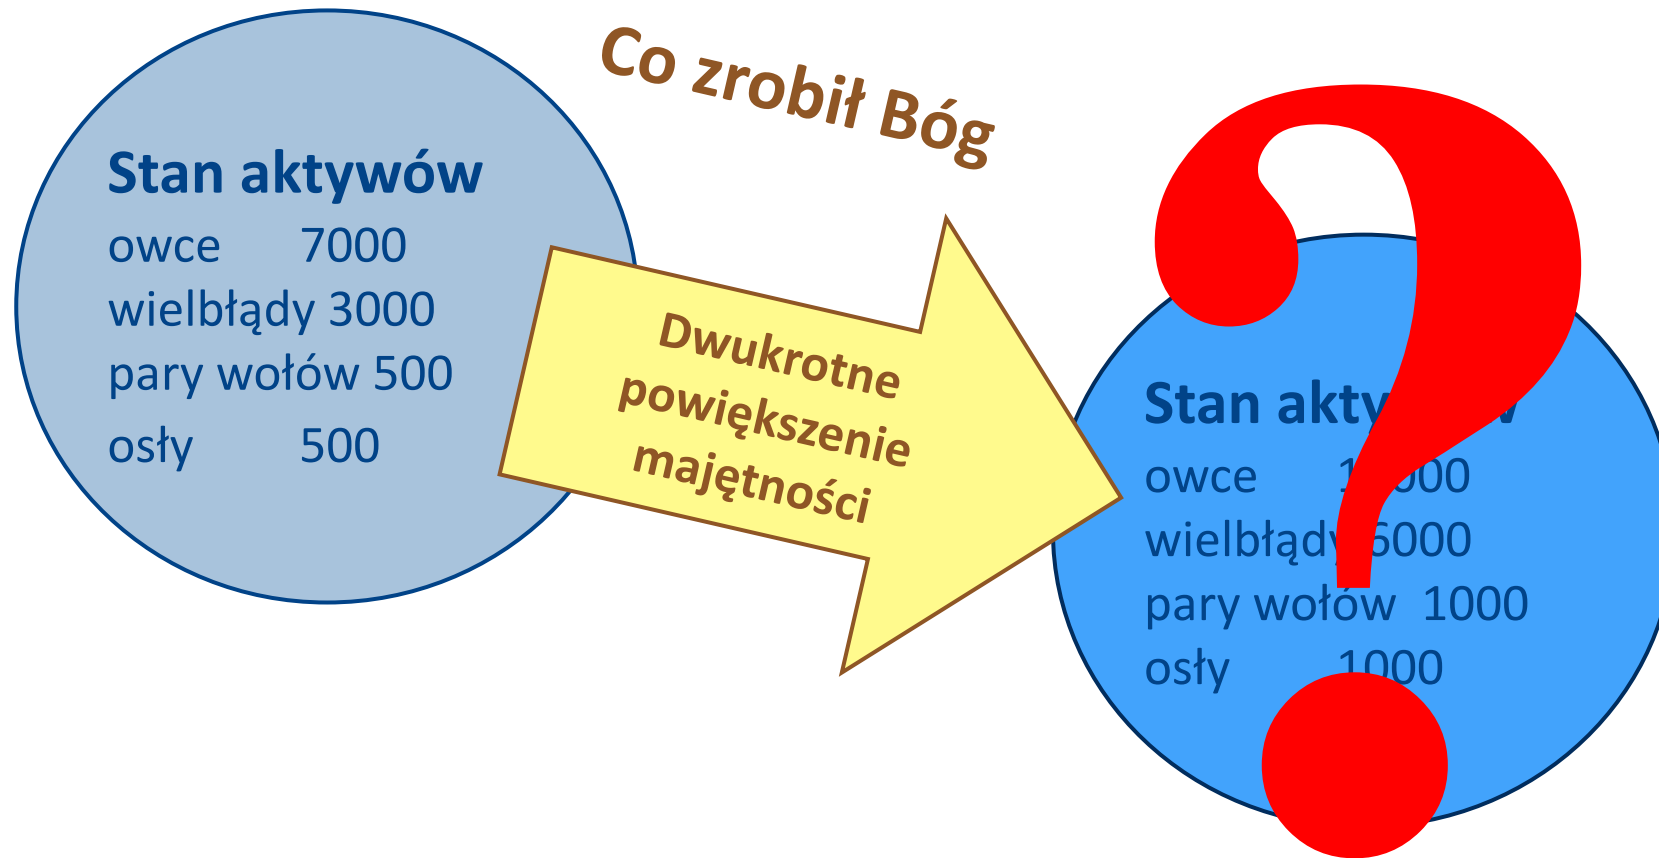 Co zrobił Bóg
Stan aktywów
owce 7000
wielbłądy 3000
pary wołów 500
osły 500
Dwukrotne
powiększenie
majętności
Stan
owce
wielbłądy 6000
pary wołów 1000
osły 1000
?